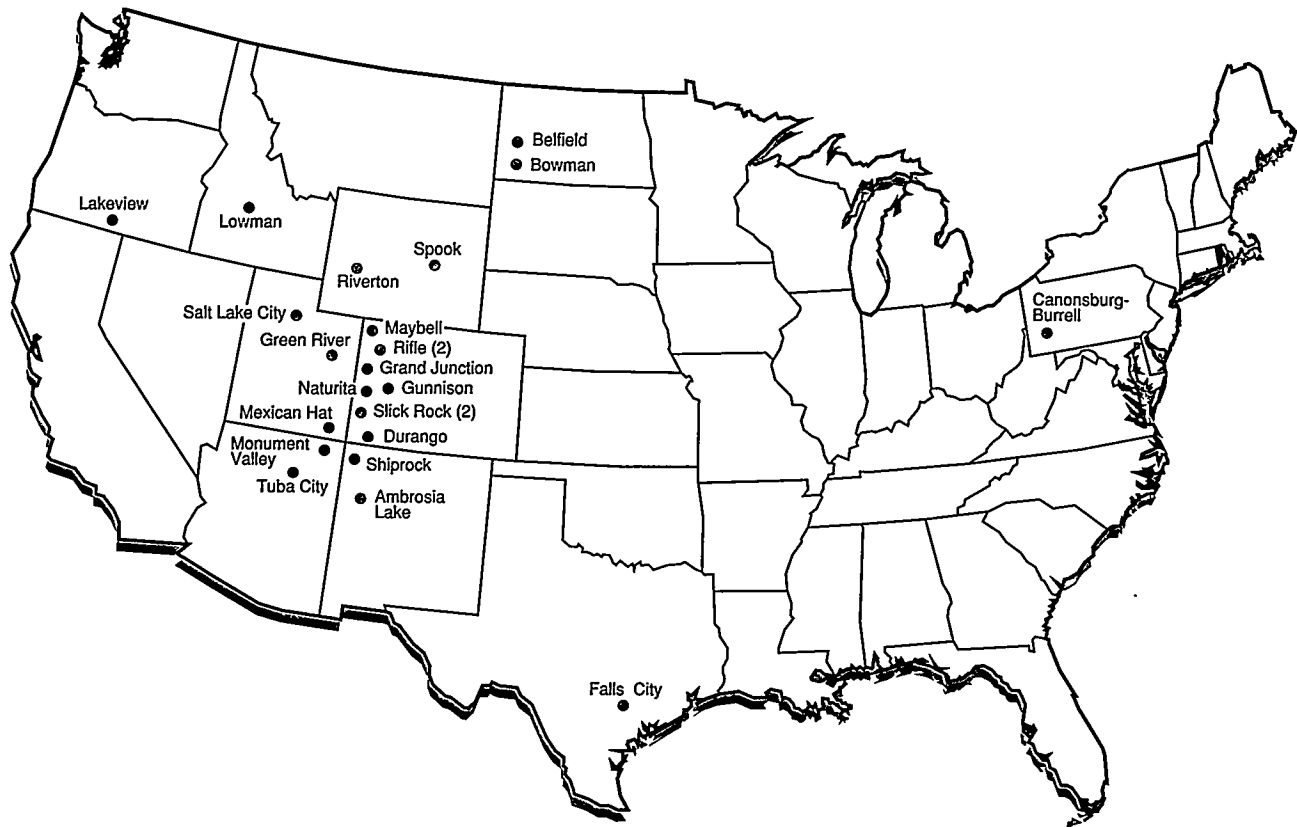 Belfield
Bowman
Lakeview
Lowman
Spook
Riverton
Salt Lake City
Maybell
Green River
Rifle (2)
Grand Junction
Naturita
Gunnison
Mexican Hat
Slick Rock (2)
Durango
Monument
Valley
Shiprock
Tuba City
Ambrosia
Lake
Canonsburg-
Burrell
Falls City